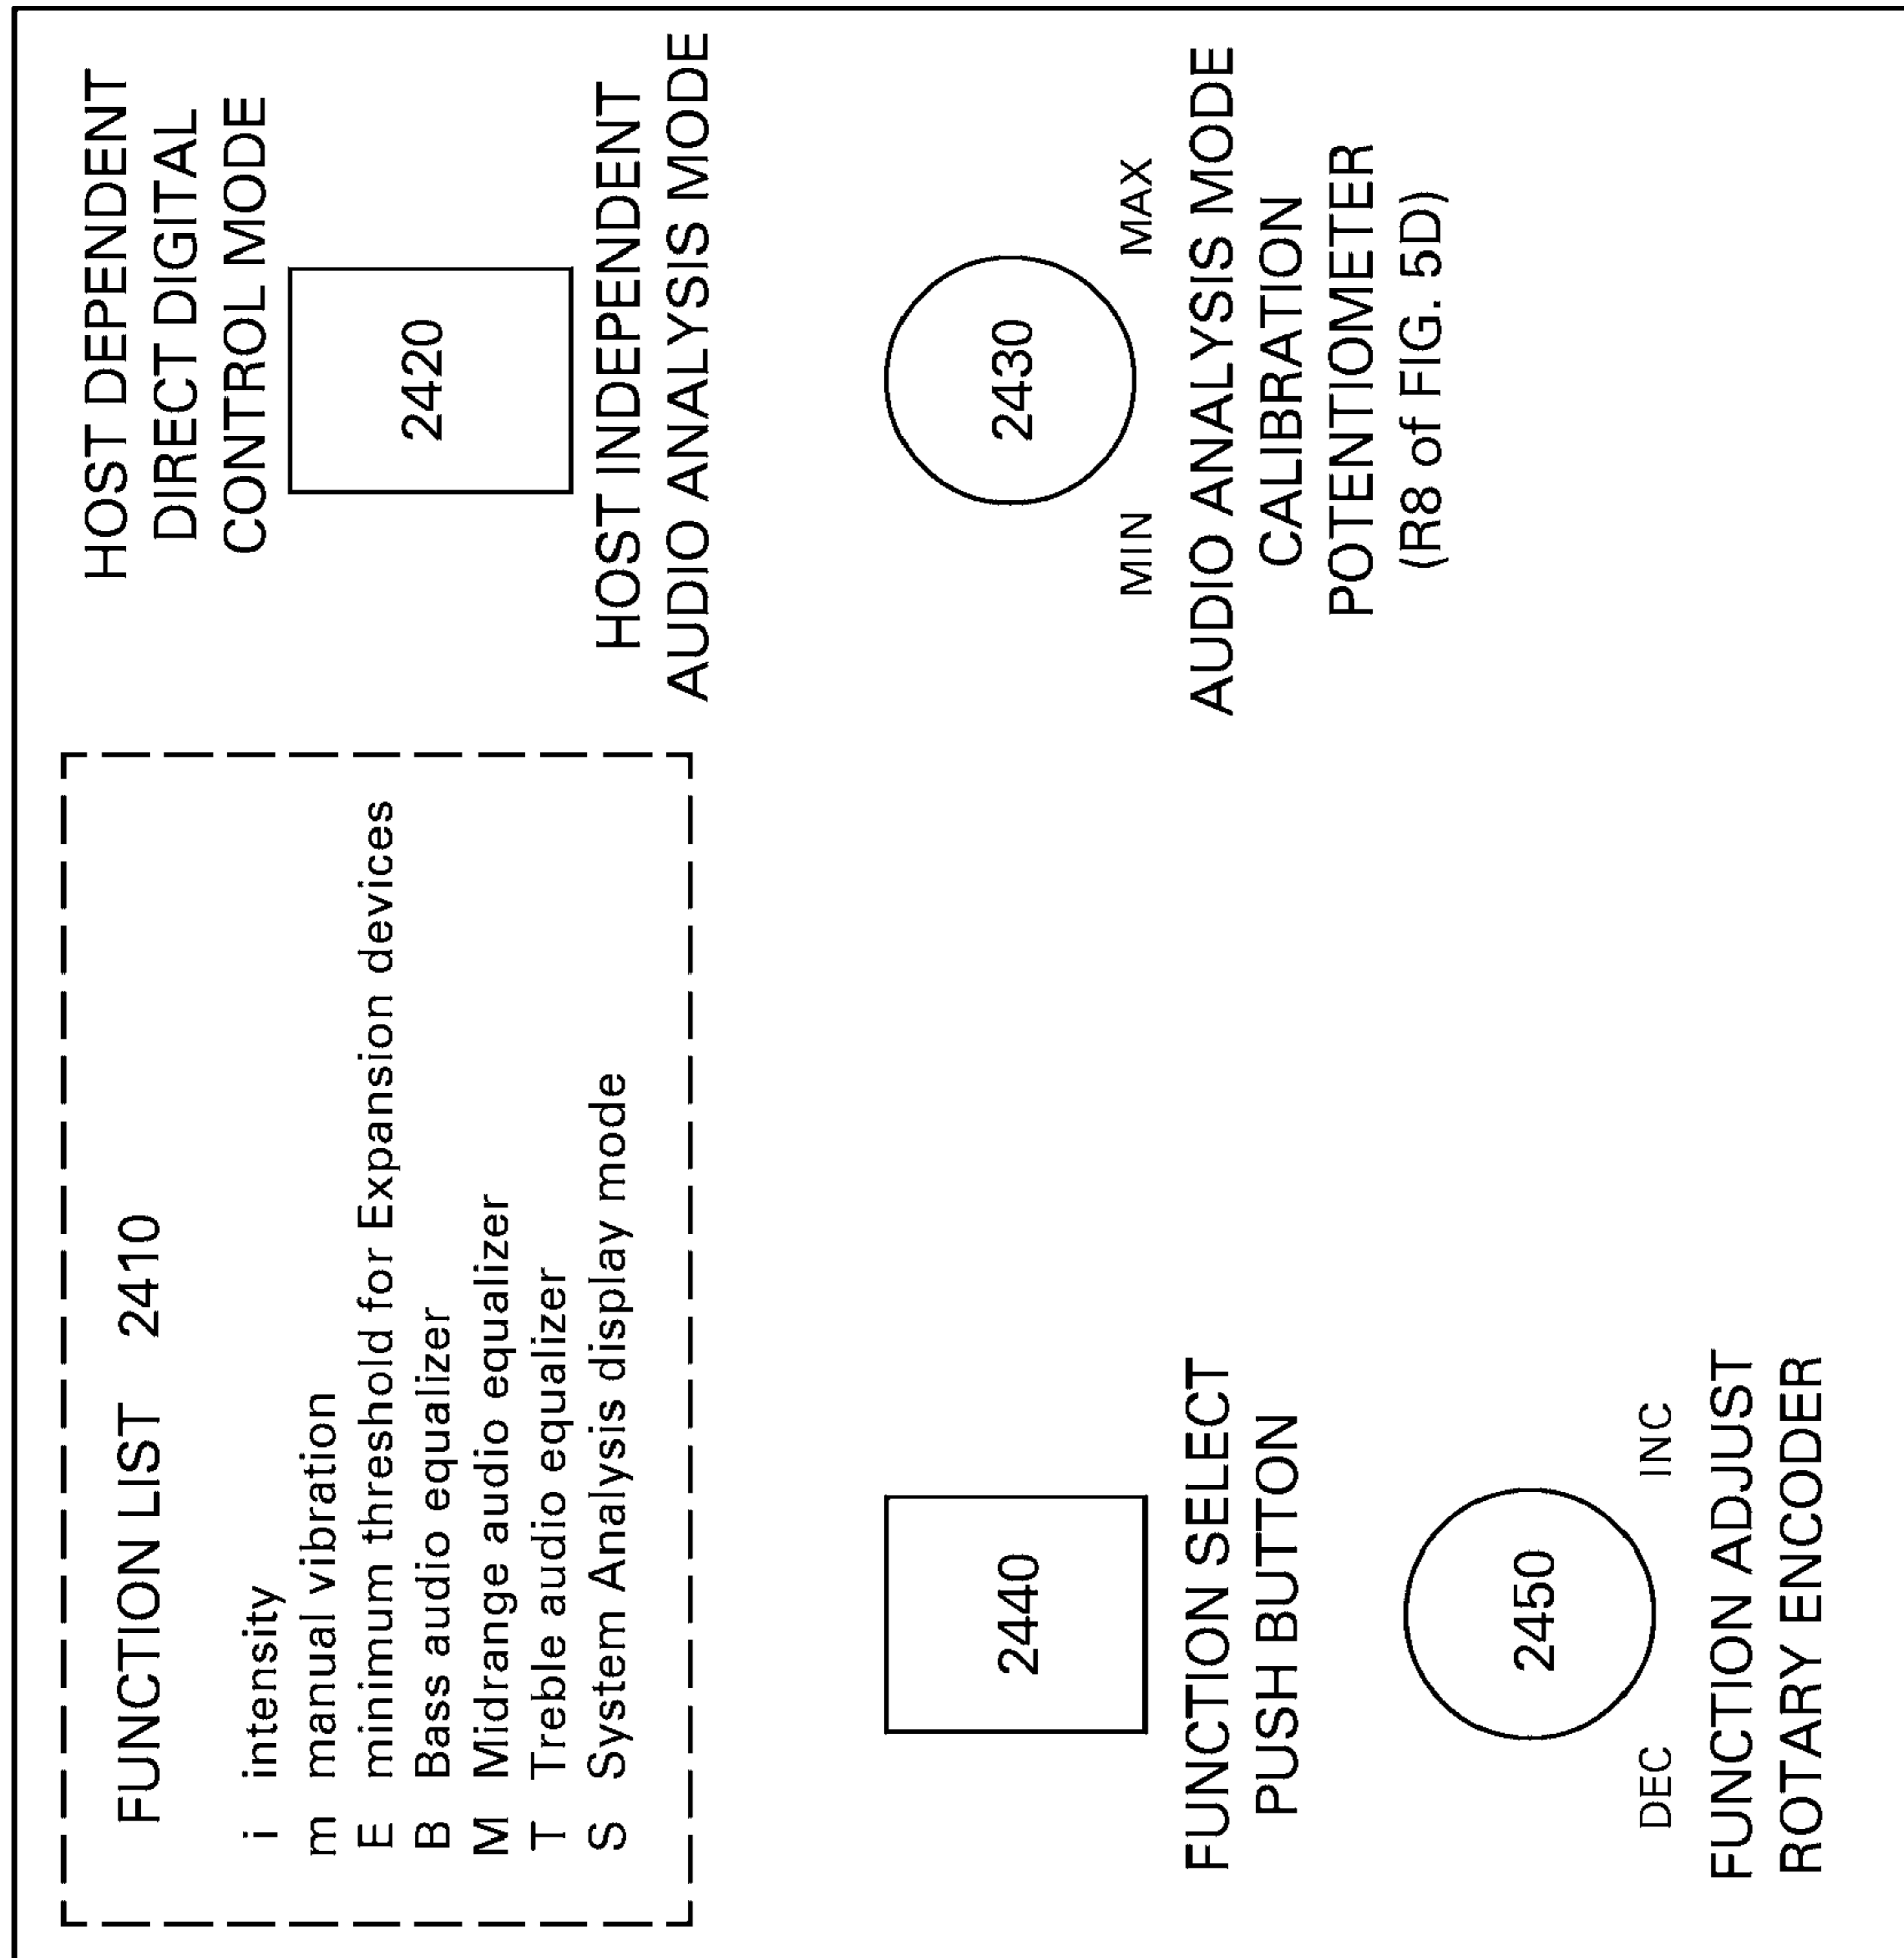 FUNCTION LIST 2410
i intensity
m manual vibration
E minimum threshold for Expansion devices
B Bass audio equalizer
M Midrange audio equalizer
T Treble audio equalizer
S System Analysis display mode
HOST DEPENDENT
DIRECT DIGITAL
CONTROL MODE
2420
HOST INDEPENDENT
AUDIO ANALYSIS MODE
2440
FUNCTION SELECT
PUSH BUTTON
2430
MIN MAX
AUDIO ANALYSIS MODE
CALIBRATION
POTENTIOMETER
(R8 of FIG. 5D)
2450
DEC INC
FUNCTION ADJUST
ROTARY ENCODER